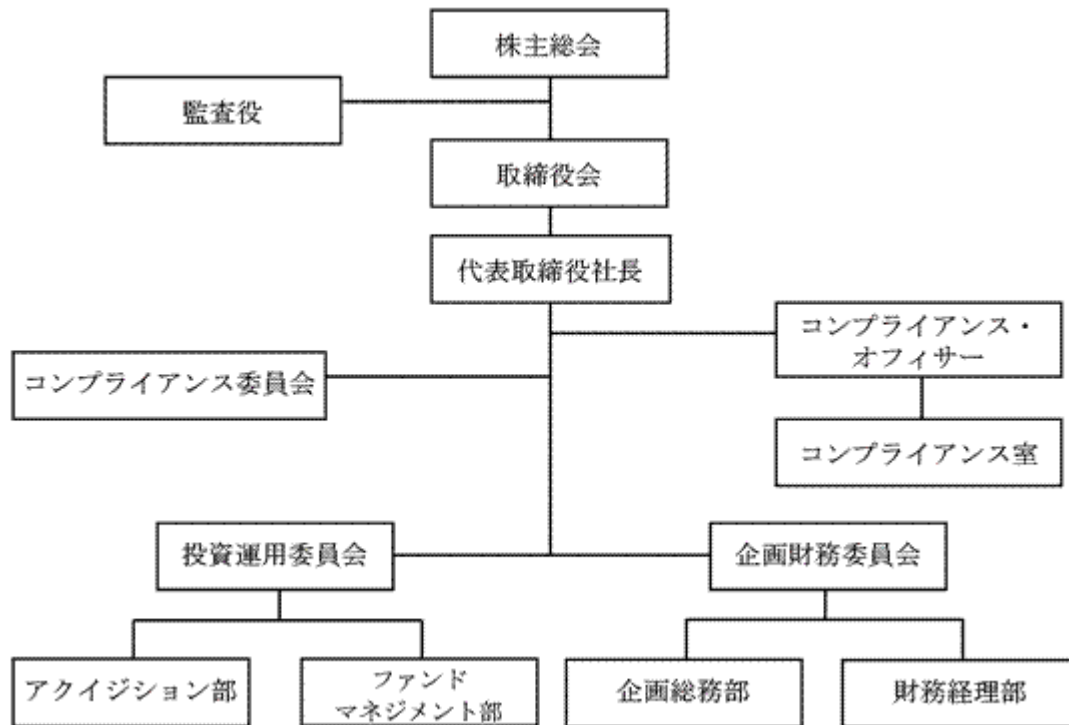 株主総会
監査役
取締役会
代表取締役社長
コンプライアンス・
オフィサー
コンプライアンス委員会
コンプライアンス室
投資運用委員会
企画財務委員会
アクイジション部
ファンド
マネジメント部
企画総務部
財務経理部